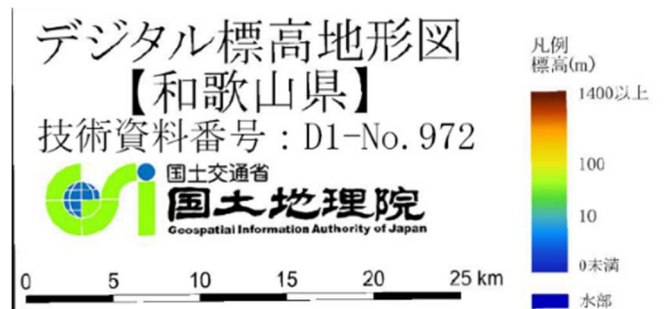 デジタル標高地形図
【和歌山県】
技術資料番号：D1-No.972
国土交通省
国土地理院
Geospatial Information Authority of Japan
0 5 10 15 20 25 km
凡例
標高(m)
1400以上
100
10
0未満
水部